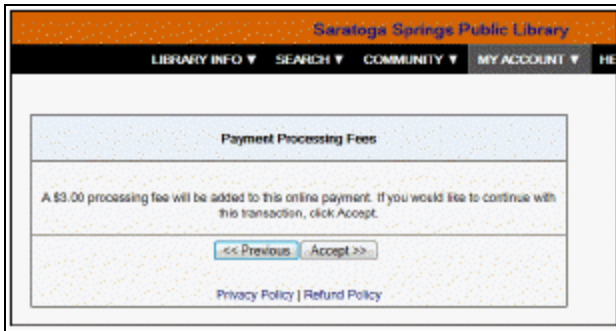 Saratoga Springs Public Library
LIBRARY INFO ▼ SEARCH ▼ COMMUNITY ▼ MY ACCOUNT ▼ HE
Payment Processing Fees
A $3.00 processing fee will be added to this online payment. If you would like to continue with
this transaction, click Accept.
<< Previous Accept >>
Privacy Policy | Refund Policy